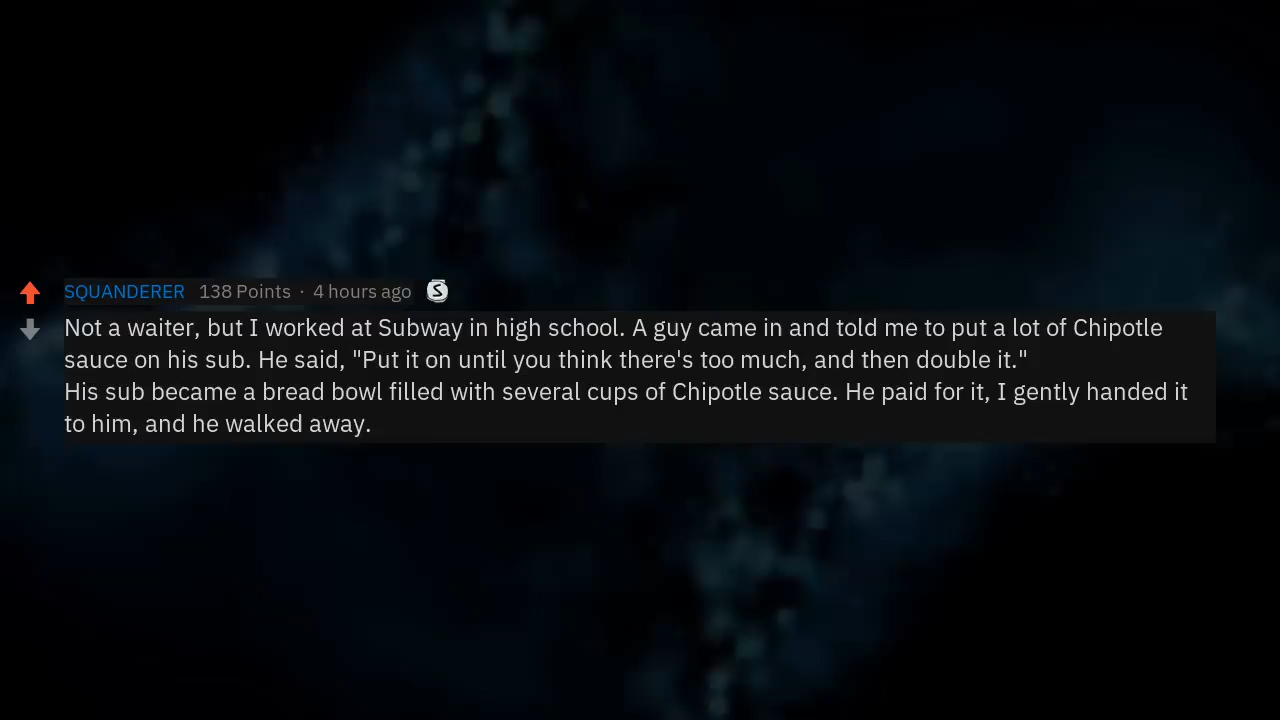 SQUANDERER 138 Points · 4 hours ago
Not a waiter, but I worked at Subway in high school. A guy came in and told me to put a lot of Chipotle
sauce on his sub. He said, "Put it on until you think there's too much, and then double it."
His sub became a bread bowl filled with several cups of Chipotle sauce. He paid for it, I gently handed it
to him, and he walked away.